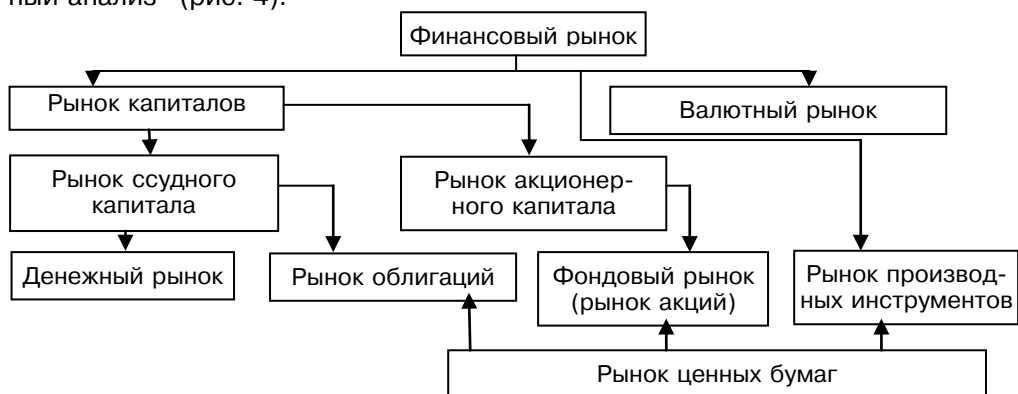 ный анализ" (рис. 4).
Финансовый рынок
Рынок капиталов
Валютный рынок
Рынок ссудного
капитала
Рынок акционер-
ного капитала
Денежный рынок
Рынок облигаций
Фондовый рынок
(рынок акций)
Рынок производ-
ных инструментов
Рынок ценных бумаг